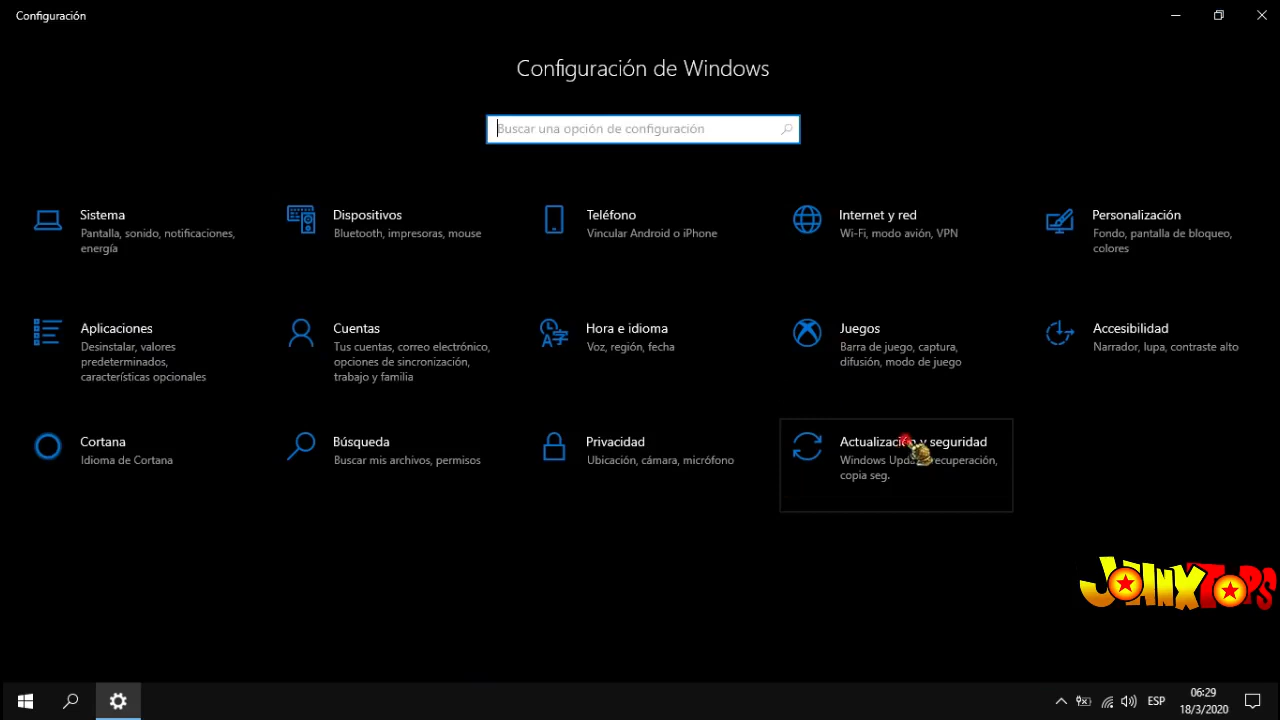 Configuración
Configuración de Windows
Buscar una opción de configuración
Sistema
Pantalla, sonido, notificaciones,
energía
Dispositivos
Bluetooth, impresoras, mouse
Teléfono
Vincular Android o iPhone
Internet y red
Wi-Fi, modo avión, VPN
Personalización
Fondo, pantalla de bloqueo,
colores
Aplicaciones
Desinstalar, valores
predeterminados,
características opcionales
Cuentas
Tus cuentas, correo electrónico,
opciones de sincronización,
trabajo y familia
Hora e idioma
Voz, región, fecha
Juegos
Barra de juego, captura,
difusión, modo de juego
Accesibilidad
Narrador, lupa, contraste alto
Cortana
Idioma de Cortana
Búsqueda
Buscar mis archivos, permisos
Privacidad
Ubicación, cámara, micrófono
Actualización y seguridad
Windows Update, recuperación,
copia seg.
JOHNXTOPS
ESP
06:29
18/3/2020